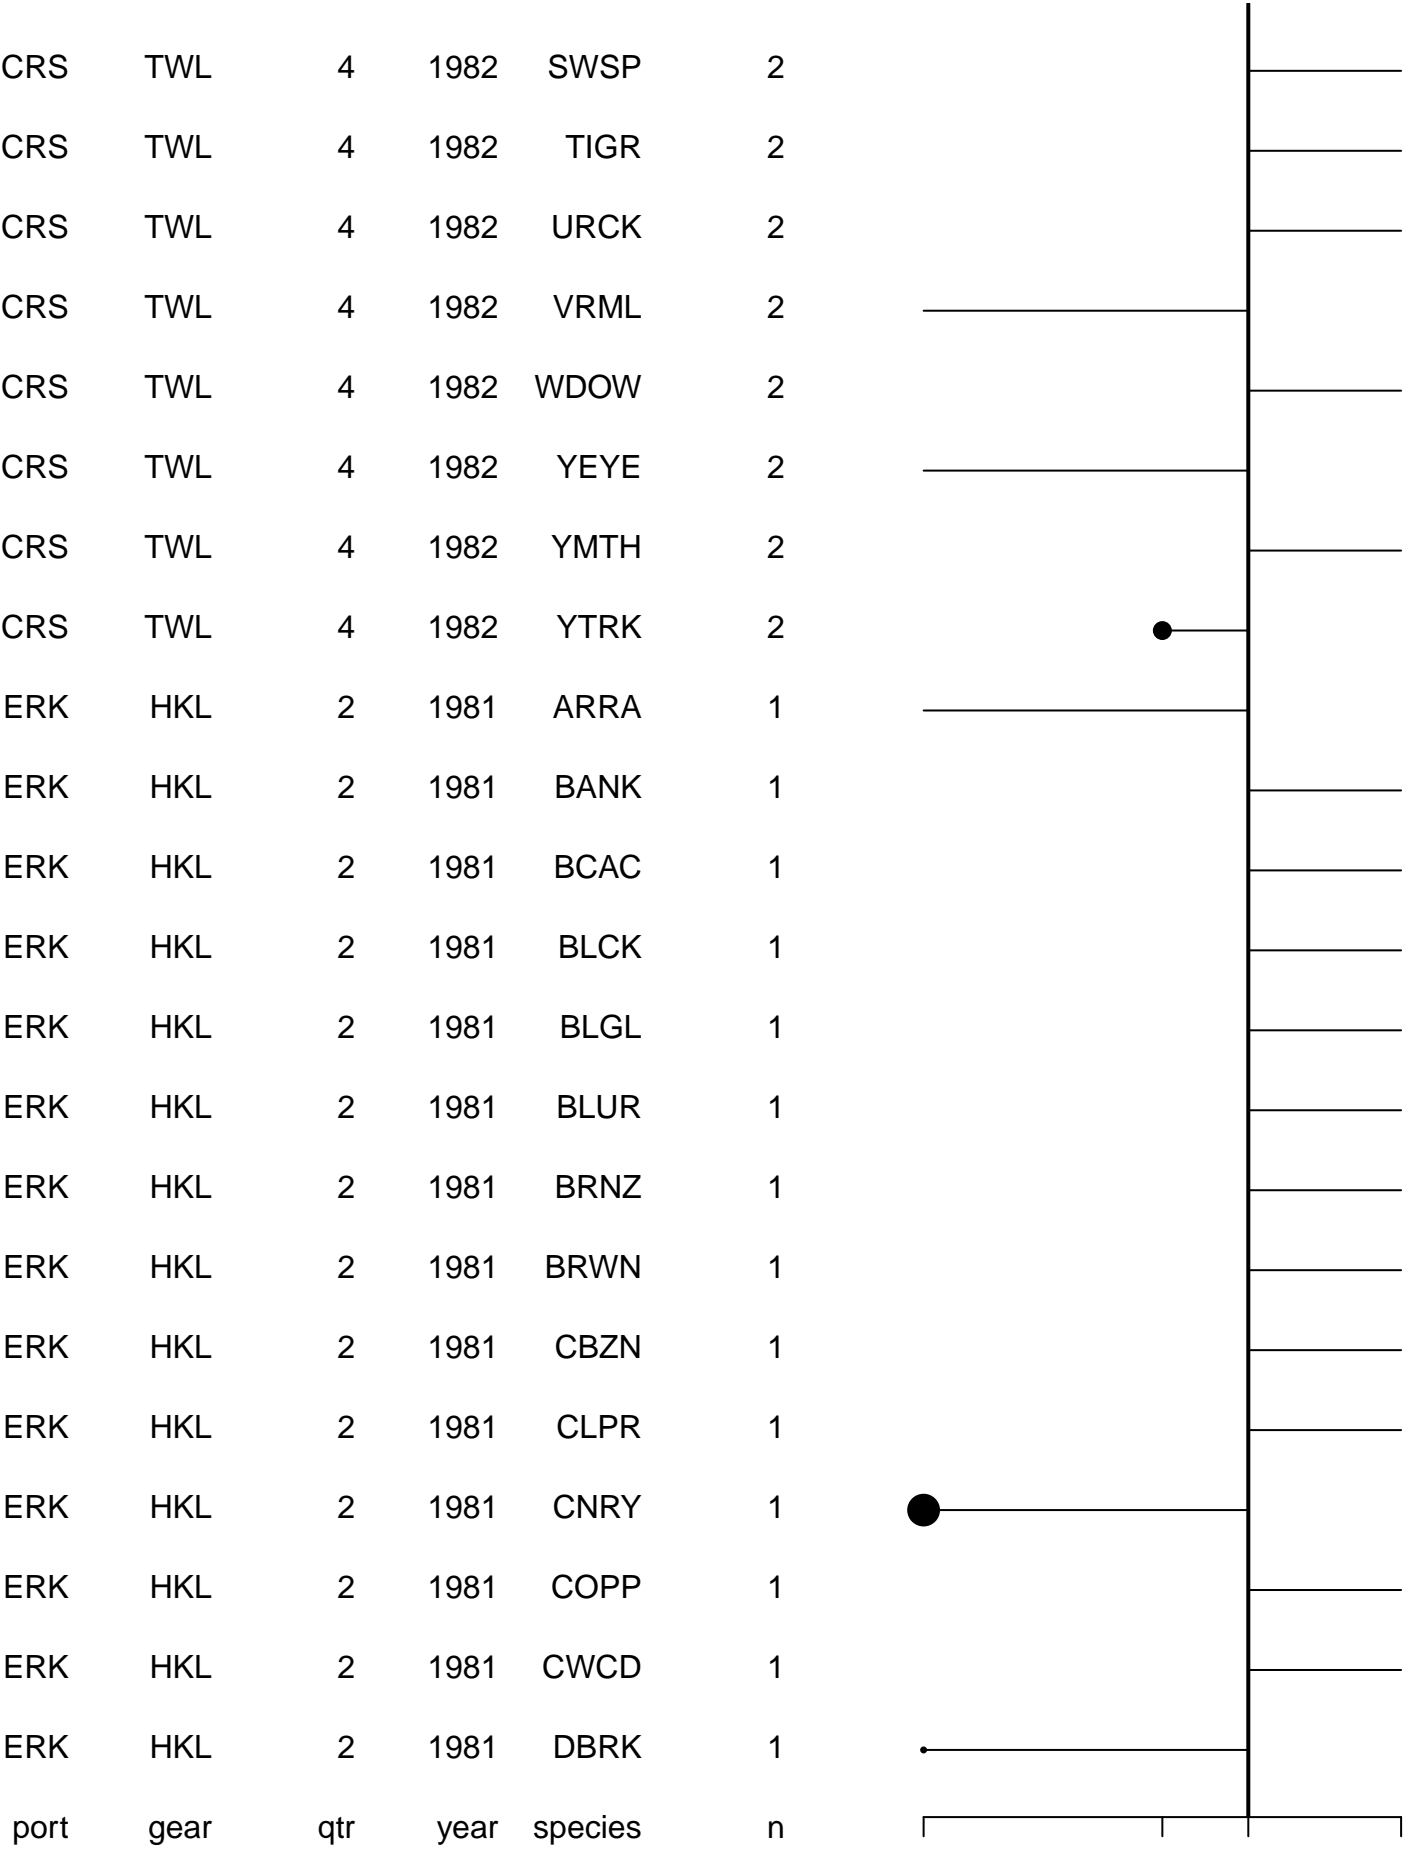 CRS TWL 4 1982 SWSP 2
CRS TWL 4 1982 TIGR 2
CRS TWL 4 1982 URCK 2
CRS TWL 4 1982 VRML 2
CRS TWL 4 1982 WDOW 2
CRS TWL 4 1982 YEYE 2
CRS TWL 4 1982 YMTH 2
CRS TWL 4 1982 YTRK 2
ERK HKL 2 1981 ARRA 1
ERK HKL 2 1981 BANK 1
ERK HKL 2 1981 BCAC 1
ERK HKL 2 1981 BLCK 1
ERK HKL 2 1981 BLGL 1
ERK HKL 2 1981 BLUR 1
ERK HKL 2 1981 BRNZ 1
ERK HKL 2 1981 BRWN 1
ERK HKL 2 1981 CBZN 1
ERK HKL 2 1981 CLPR 1
ERK HKL 2 1981 CNRY 1
ERK HKL 2 1981 COPP 1
ERK HKL 2 1981 CWCD 1
ERK HKL 2 1981 DBRK 1
port gear qtr year species n